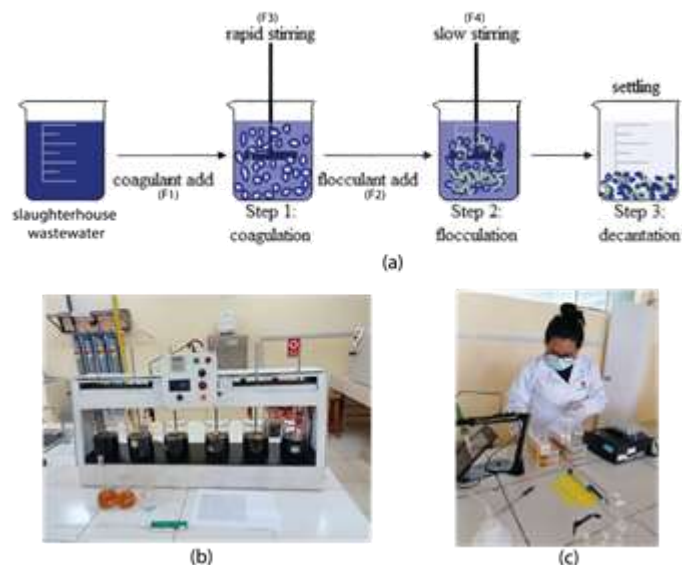 (F3)
rapid stirring
(F4)
slow stirring
settling
coagulant add
(F1)
flocculant add
(F2)
slaughterhouse
wastewater
Step 1:
coagulation
Step 2:
flocculation
Step 3:
decantation
(a)
(b)
(c)